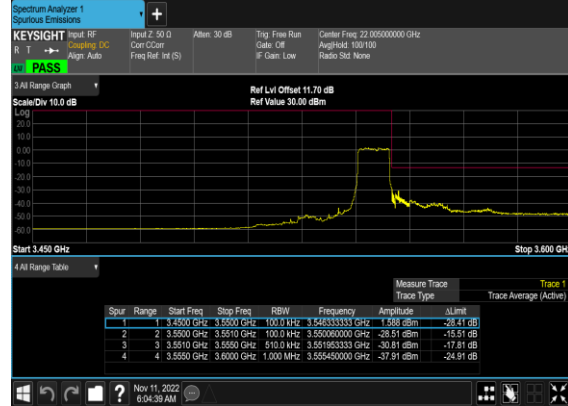 Spectrum Analyzer 1
Spurious Emissions
+
KEYSIGHT Input: RF Input Z: 50 Ω Atten: 30 dB Trig: Free Run Center Freq: 22.005000000 GHz
R T Coupling: DC Corr CCorr Gate: Off Avg|Hold: 100/100
Align: Auto Freq Ref: Int (S) IF Gain: Low Radio Std: None
PASS
3 All Range Graph
Ref Lvl Offset 11.70 dB
Scale/Div 10.0 dB Ref Value 30.00 dBm
Log
20.0
10.0
0.00
-10.0
-20.0
-30.0
-40.0
-50.0
-60.0
Start 3.450 GHz Stop 3.600 GH
4 All Range Table
Measure Trace Trace 1
Trace Type Trace Average (Active)
Spur Range Start Freq Stop Freq RBW Frequency Amplitude ΔLimit
1 1 3.4500 GHz 3.5500 GHz 100.0 kHz 3.546333333 GHz 1.588 dBm -28.41 dB
2 2 3.5500 GHz 3.5510 GHz 100.0 kHz 3.550060000 GHz -28.51 dBm -15.51 dB
3 3 3.5510 GHz 3.5550 GHz 510.0 kHz 3.551953333 GHz -30.81 dBm -17.81 dB
4 4 3.5550 GHz 3.6000 GHz 1.000 MHz 3.555450000 GHz -37.91 dBm -24.91 dB
?
Nov 11, 2022
6:04:39 AM